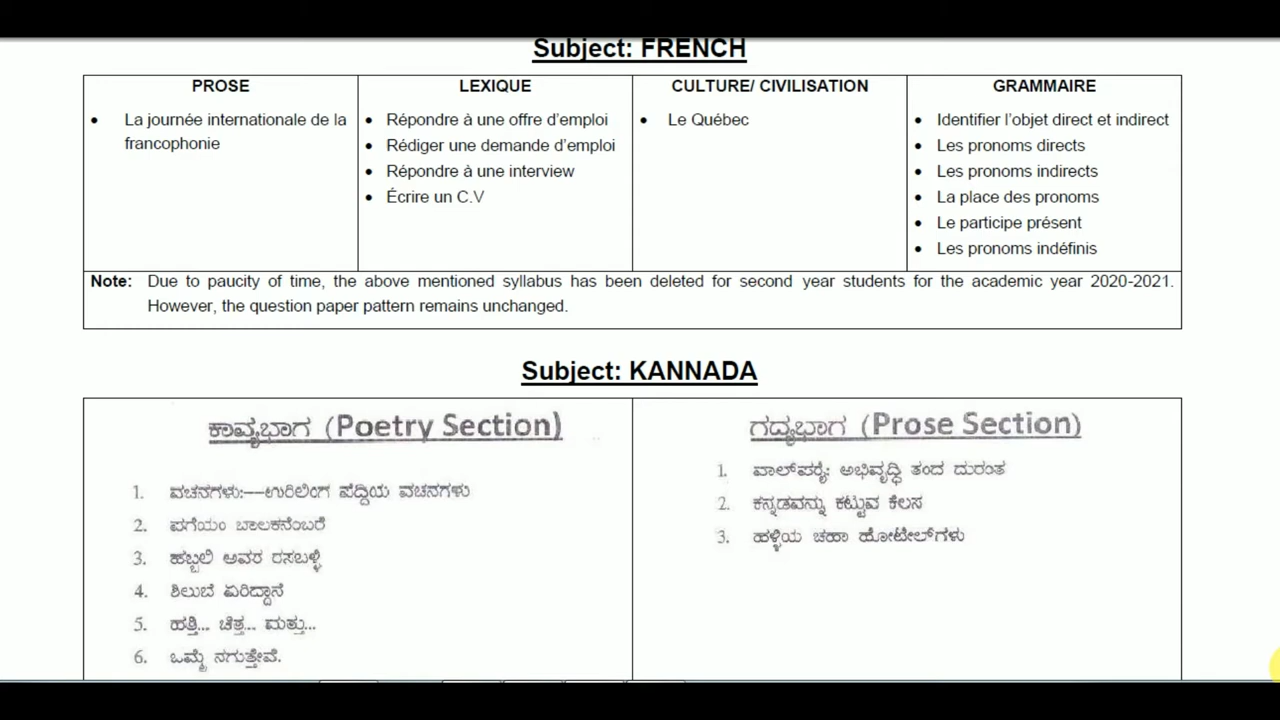 Subject: FRENCH
PROSE
• La journée internationale de la
francophonie
LEXIQUE
• Répondre à une offre d'emploi
• Rédiger une demande d'emploi
• Répondre à une interview
• Écrire un C.V
CULTURE/ CIVILISATION
• Le Québec
GRAMMAIRE
• Identifier l'objet direct et indirect
• Les pronoms directs
• Les pronoms indirects
• La place des pronoms
• Le participe présent
• Les pronoms indéfinis
Note: Due to paucity of time, the above mentioned syllabus has been deleted for second year students for the academic year 2020-2021.
However, the question paper pattern remains unchanged.
Subject: KANNADA
ಕಾವ್ಯಭಾಗ (Poetry Section)
1. ವಚನಗಳು:--ಉರಿಲಿಂಗ ಪೆದ್ದಿಯ ವಚನಗಳು
2. ಪಗೆಯಂ ಬಾಲಕನೆಂಬರೆ
3. ಹಬ್ಬಲಿ ಅವರ ರಸಬಳ್ಳಿ
4. ಶಿಲುಬೆ ಏರಿದ್ದಾನೆ
5. ಹತ್ತಿ... ಚಿತ್ತ... ಮತ್ತು...
6. ಒಮ್ಮೆ ನಗುತ್ತೇವೆ.
ಗದ್ಯಭಾಗ (Prose Section)
1. ವಾಲ್‌ಪರೈ: ಅಭಿವೃದ್ಧಿ ತಂದ ದುರಂತ
2. ಕನ್ನಡವನ್ನು ಕಟ್ಟುವ ಕೆಲಸ
3. ಹಳ್ಳಿಯ ಚಹಾ ಹೋಟೇಲ್‌ಗಳು